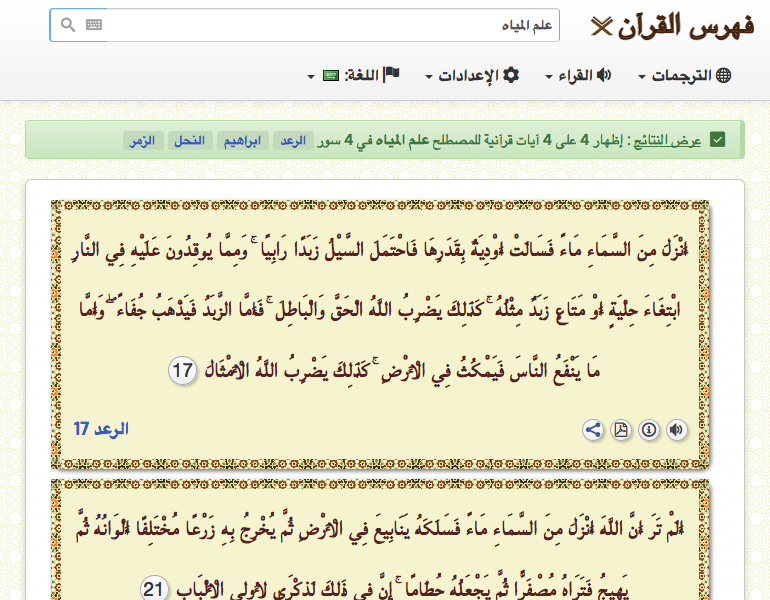 فهرس القرآن
علم المياه
الترجمات
القراء
الإعدادات
اللغة:
عرض النتائج : إظهار 4 على 4 آيات قرآنية للمصطلح علم المياه في 4 سور الرعد ابراهيم النحل الزمر
أَنْزَلَ مِنَ السَّمَاءِ مَاءً فَسَالَتْ أَوْدِيَةٌ بِقَدَرِهَا فَاحْتَمَلَ السَّيْلُ زَبَدًا رَابِيًا ۚ وَمِمَّا يُوقِدُونَ عَلَيْهِ فِي النَّارِ
ابْتِغَاءَ حِلْيَةٍ أَوْ مَتَاعٍ زَبَدٌ مِثْلُهُ ۚ كَذَٰلِكَ يَضْرِبُ اللَّهُ الْحَقَّ وَالْبَاطِلَ ۚ فَأَمَّا الزَّبَدُ فَيَذْهَبُ جُفَاءً ۖ وَأَمَّا
مَا يَنْفَعُ النَّاسَ فَيَمْكُثُ فِي الْأَرْضِ ۚ كَذَٰلِكَ يَضْرِبُ اللَّهُ الْأَمْثَالَ 17
الرعد 17
أَلَمْ تَرَ أَنَّ اللَّهَ أَنْزَلَ مِنَ السَّمَاءِ مَاءً فَسَلَكَهُ يَنَابِيعَ فِي الْأَرْضِ ثُمَّ يُخْرِجُ بِهِ زَرْعًا مُخْتَلِفًا أَلْوَانُهُ ثُمَّ
يَهِيجُ فَتَرَاهُ مُصْفَرًّا ثُمَّ يَجْعَلُهُ حُطَامًا ۚ إِنَّ فِي ذَٰلِكَ لَذِكْرَىٰ لِأُولِي الْأَلْبَابِ 21